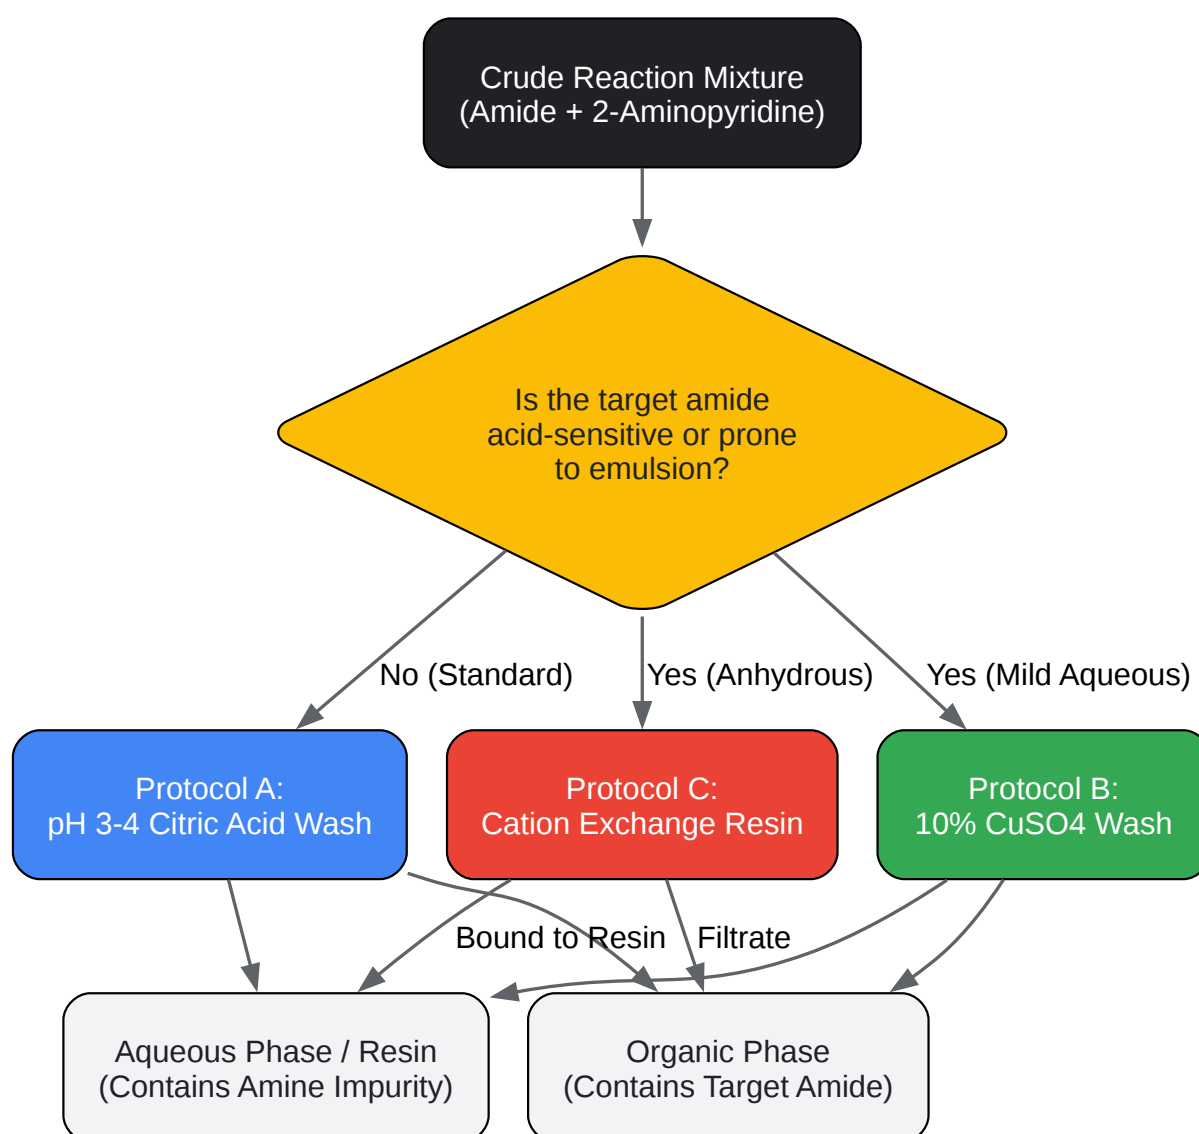 Crude Reaction Mixture
(Amide + 2-Aminopyridine)
Is the target amide
acid-sensitive or prone
to emulsion?
No (Standard)
Yes (Anhydrous)
Yes (Mild Aqueous)
Protocol A:
pH 3-4 Citric Acid Wash
Protocol C:
Cation Exchange Resin
Protocol B:
10% CuSO4 Wash
Bound to Resin
Filtrate
Aqueous Phase / Resin
(Contains Amine Impurity)
Organic Phase
(Contains Target Amide)